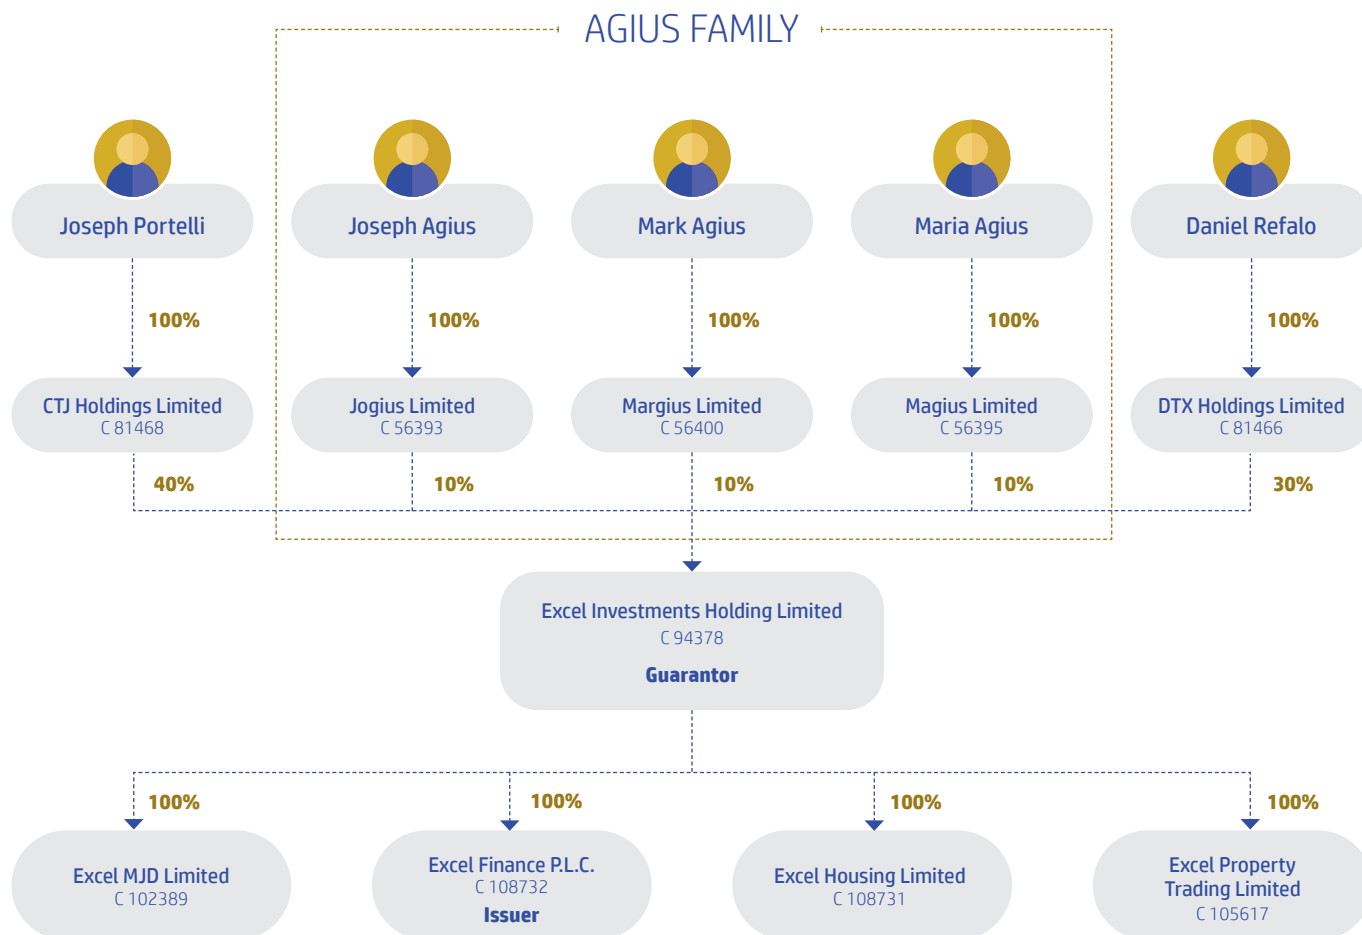 AGIUS FAMILY
Joseph Portelli
Joseph Agius
Mark Agius
Maria Agius
Daniel Refalo
100%
100%
100%
100%
100%
CTJ Holdings Limited
C 81468
Jogius Limited
C 56393
Margius Limited
C 56400
Magius Limited
C 56395
DTX Holdings Limited
C 81466
40%
10%
10%
10%
30%
Excel Investments Holding Limited
C 94378
Guarantor
100%
100%
100%
100%
Excel MJD Limited
C 102389
Excel Finance P.L.C.
C 108732
Issuer
Excel Housing Limited
C 108731
Excel Property
Trading Limited
C 105617